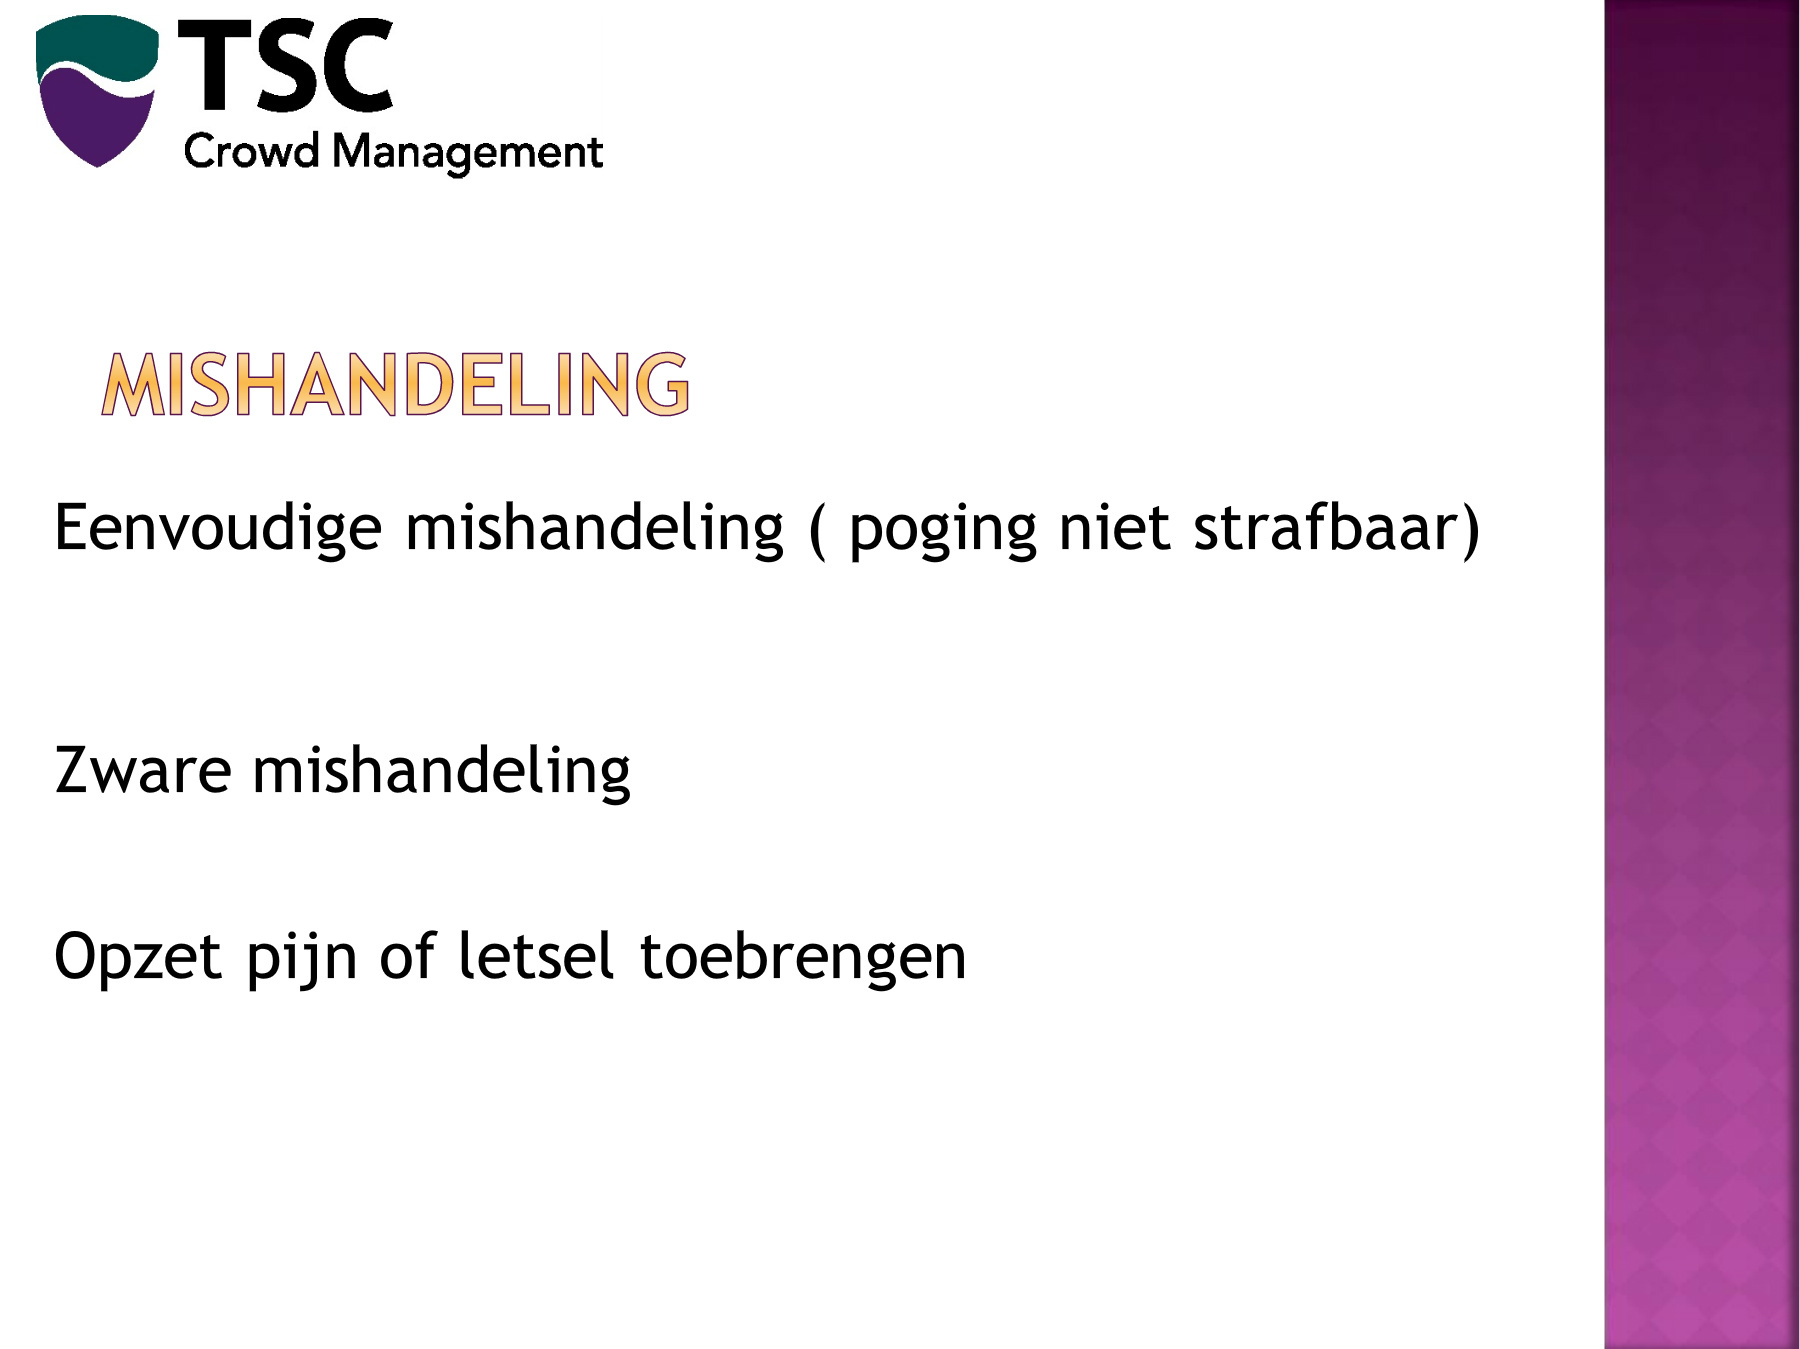 TSC
Crowd Management
MISHANDELING
Eenvoudige mishandeling ( poging niet strafbaar)
Zware mishandeling
Opzet pijn of letsel toebrengen